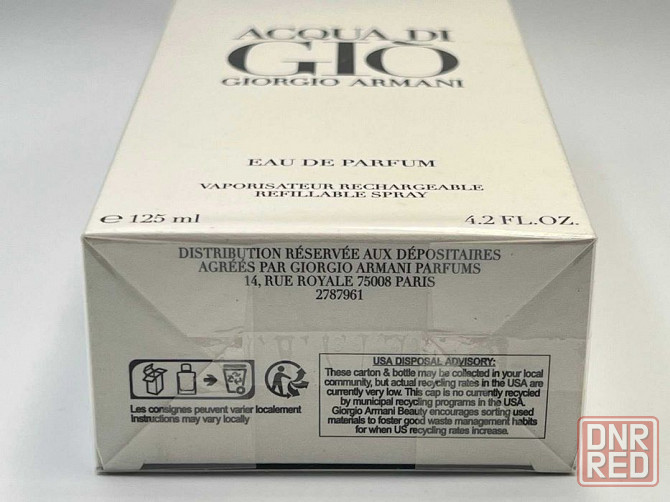 ACQUA DI
GIÒ
GIORGIO ARMANI
EAU DE PARFUM
VAPORISATEUR RECHARGEABLE
REFILLABLE SPRAY
℮ 125 ml
4.2 FL.OZ.
DISTRIBUTION RÉSERVÉE AUX DÉPOSITAIRES
AGRÉÉS PAR GIORGIO ARMANI PARFUMS
14, RUE ROYALE 75008 PARIS
2787961
Les consignes peuvent varier localement
Instructions may vary locally
USA DISPOSAL ADVISORY:
These carton & bottle may be collected in your local
community, but actual recycling rates in the USA are
currently very low. This cap is no currently recycled
by municipal recycling programs in the USA.
Giorgio Armani Beauty encourages sorting used
materials to foster good waste management habits
for when US recycling rates increase.
DNR
RED